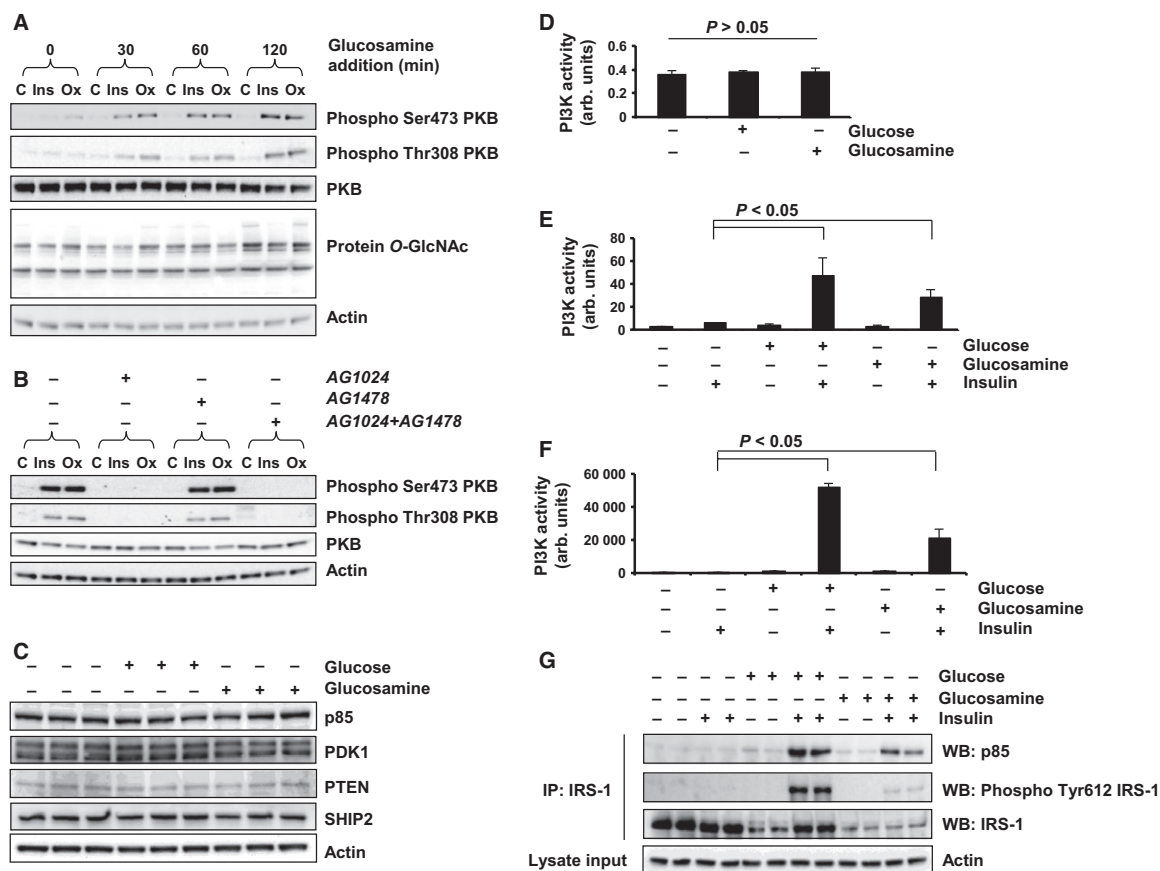 A
0 30 60 120 Glucosamine
addition (min)
C Ins Ox C Ins Ox C Ins Ox C Ins Ox
Phospho Ser473 PKB
Phospho Thr308 PKB
PKB
Protein O-GlcNAc
Actin
B
– + – – AG1024
– – + – AG1478
– – – + AG1024+AG1478
C Ins Ox C Ins Ox C Ins Ox C Ins Ox
Phospho Ser473 PKB
Phospho Thr308 PKB
PKB
Actin
C
– – – + + + – – – Glucose
– – – – – – + + + Glucosamine
p85
PDK1
PTEN
SHIP2
Actin
D
P > 0.05
PI3K activity
(arb. units)
0.6
0.4
0.2
0
– + – Glucose
– – + Glucosamine
E
P < 0.05
PI3K activity
(arb. units)
80
60
40
20
0
– – + + – – Glucose
– – – – + + Glucosamine
– + – + – + Insulin
F
P < 0.05
PI3K activity
(arb. units)
60 000
40 000
20 000
0
– – + + – – Glucose
– – – – + + Glucosamine
– + – + – + Insulin
G
– – – – + + + + – – – – Glucose
– – – – – – – – + + + + Glucosamine
– – + + – – + + – – + + Insulin
IP: IRS-1
WB: p85
WB: Phospho Tyr612 IRS-1
WB: IRS-1
Lysate input Actin